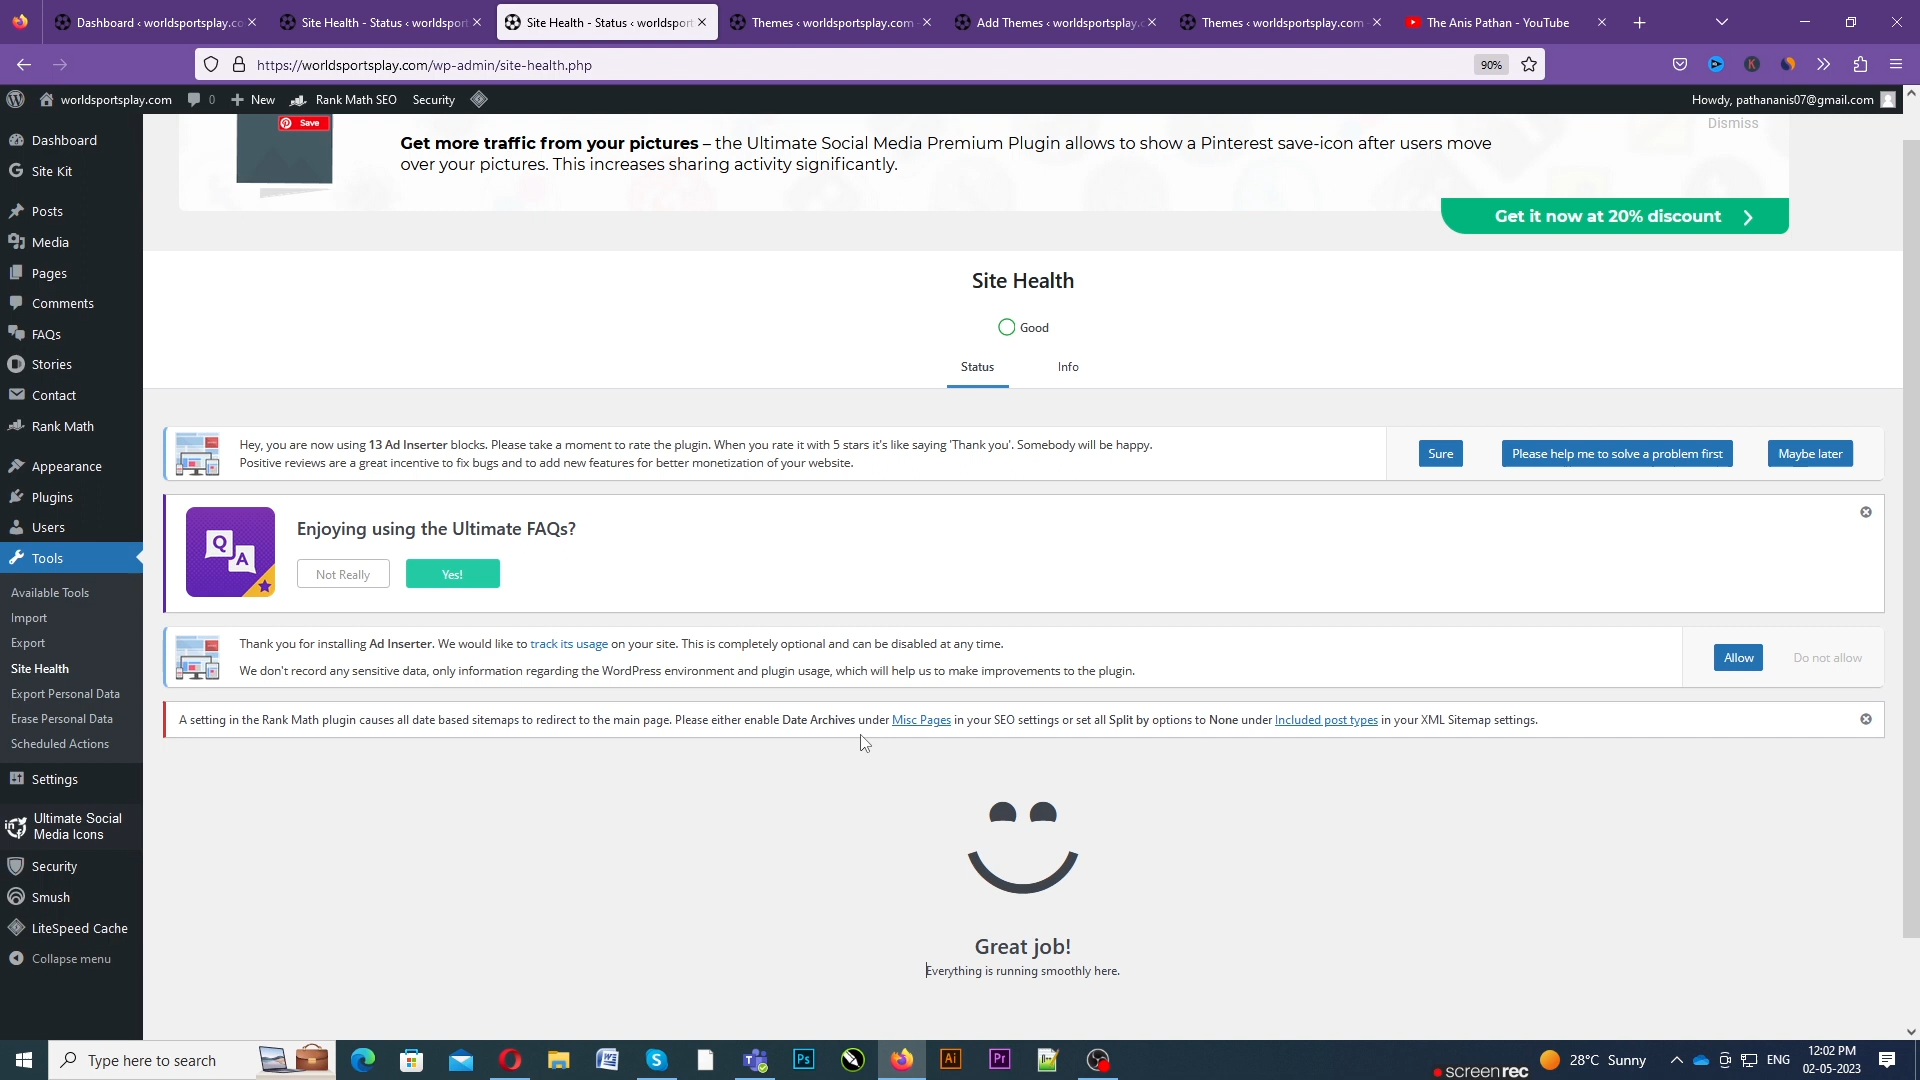 Dashboard ‹ worldsportsplay.co
Site Health - Status ‹ worldsport
Site Health - Status ‹ worldsport
Themes ‹ worldsportsplay.com
Add Themes ‹ worldsportsplay.c
Themes ‹ worldsportsplay.com
The Anis Pathan - YouTube
https://worldsportsplay.com/wp-admin/site-health.php
90%
worldsportsplay.com
0
New
Rank Math SEO
Security
Howdy, pathananis07@gmail.com
Dismiss
Save
Get more traffic from your pictures – the Ultimate Social Media Premium Plugin allows to show a Pinterest save-icon after users move
over your pictures. This increases sharing activity significantly.
Get it now at 20% discount
Dashboard
Site Kit
Posts
Media
Pages
Comments
FAQs
Stories
Contact
Rank Math
Appearance
Plugins
Users
Tools
Available Tools
Import
Export
Site Health
Export Personal Data
Erase Personal Data
Scheduled Actions
Settings
Ultimate Social
Media Icons
Security
Smush
LiteSpeed Cache
Collapse menu
Site Health
Good
Status
Info
Hey, you are now using 13 Ad Inserter blocks. Please take a moment to rate the plugin. When you rate it with 5 stars it's like saying 'Thank you'. Somebody will be happy.
Positive reviews are a great incentive to fix bugs and to add new features for better monetization of your website.
Sure
Please help me to solve a problem first
Maybe later
Q
A
Enjoying using the Ultimate FAQs?
Not Really
Yes!
Thank you for installing Ad Inserter. We would like to track its usage on your site. This is completely optional and can be disabled at any time.
We don't record any sensitive data, only information regarding the WordPress environment and plugin usage, which will help us to make improvements to the plugin.
Allow
Do not allow
A setting in the Rank Math plugin causes all date based sitemaps to redirect to the main page. Please either enable Date Archives under Misc Pages in your SEO settings or set all Split by options to None under Included post types in your XML Sitemap settings.
Great job!
Everything is running smoothly here.
Type here to search
Ps
Ai
Pr
screenrec
28°C Sunny
ENG
12:02 PM
02-05-2023